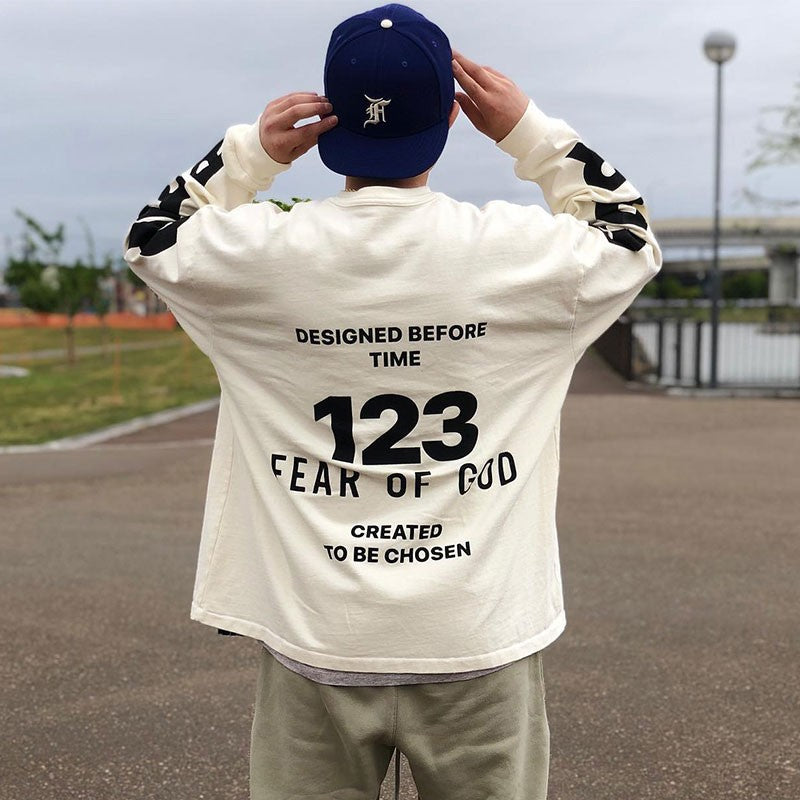 F
DESIGNED BEFORE
TIME
123
FEAR OF GOD
CREATED
TO BE CHOSEN